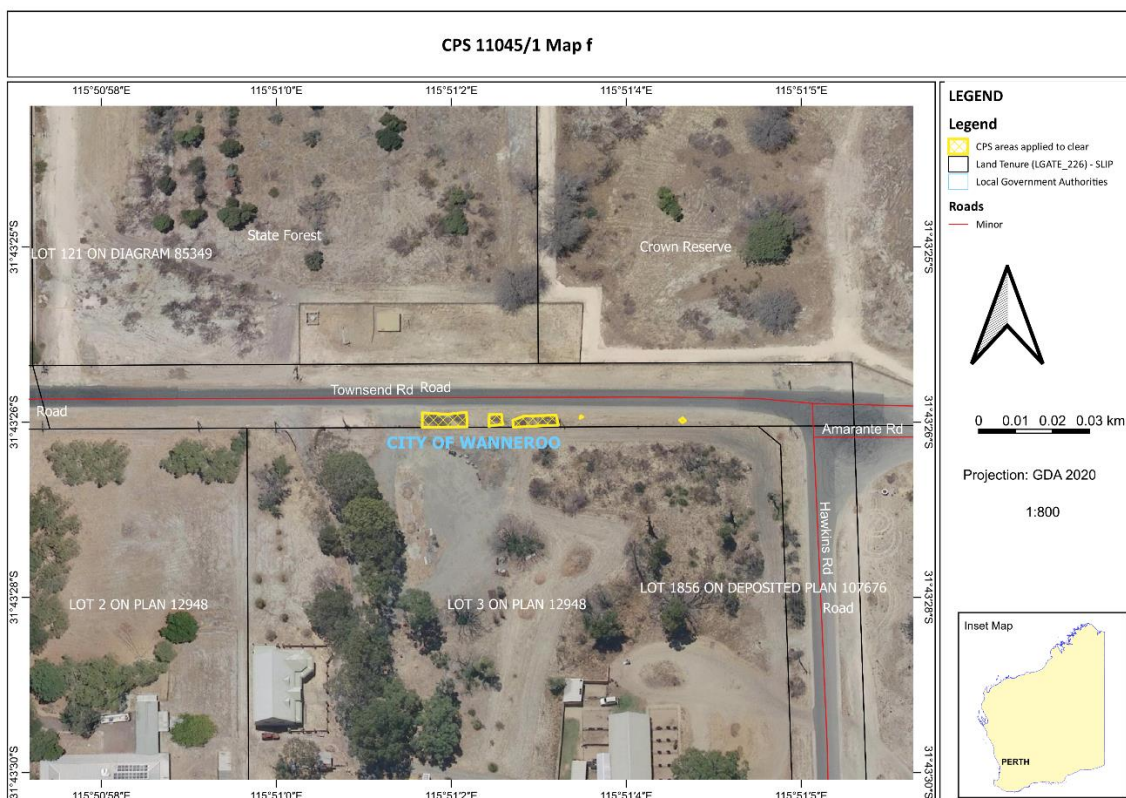 CPS 11045/1 Map f
115°50'58"E 115°51'0"E 115°51'2"E 115°51'4"E 115°51'5"E
31°43'25"S
31°43'26"S
31°43'28"S
31°43'30"S
State Forest
Crown Reserve
LOT 121 ON DIAGRAM 85349
Townsend Rd Road
Road
Amarante Rd
CITY OF WANNEROO
Hawkins Rd
Road
LOT 2 ON PLAN 12948
LOT 3 ON PLAN 12948
LOT 1856 ON DEPOSITED PLAN 107676
31°43'25"S
31°43'26"S
31°43'28"S
31°43'30"S
115°50'58"E 115°51'0"E 115°51'2"E 115°51'4"E 115°51'5"E
LEGEND
Legend
CPS areas applied to clear
Land Tenure (LGATE_226) - SLIP
Local Government Authorities
Roads
Minor
0 0.01 0.02 0.03 km
Projection: GDA 2020
1:800
Inset Map
PERTH